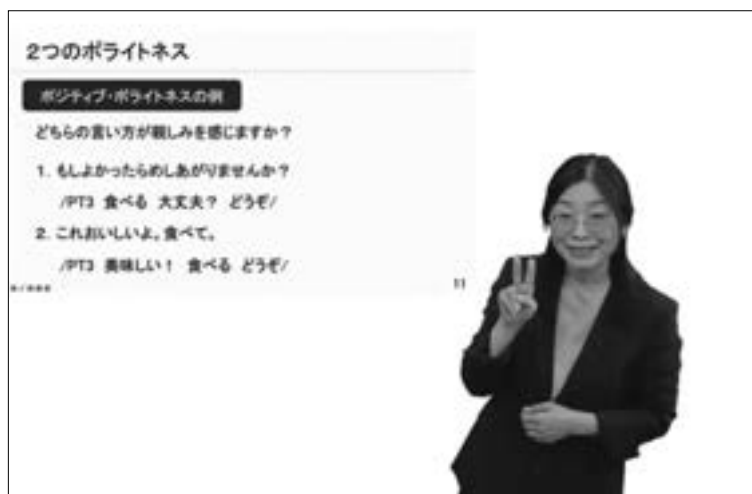 2つのポライトネス
ポジティブ・ポライトネスの例
どちらの言い方が親しみを感じますか？
1. もしよかったらめしあがりませんか？
/PT3 食べる 大丈夫？ どうぞ/
2. これおいしいよ。食べて。
/PT3 美味しい！ 食べる どうぞ/
11